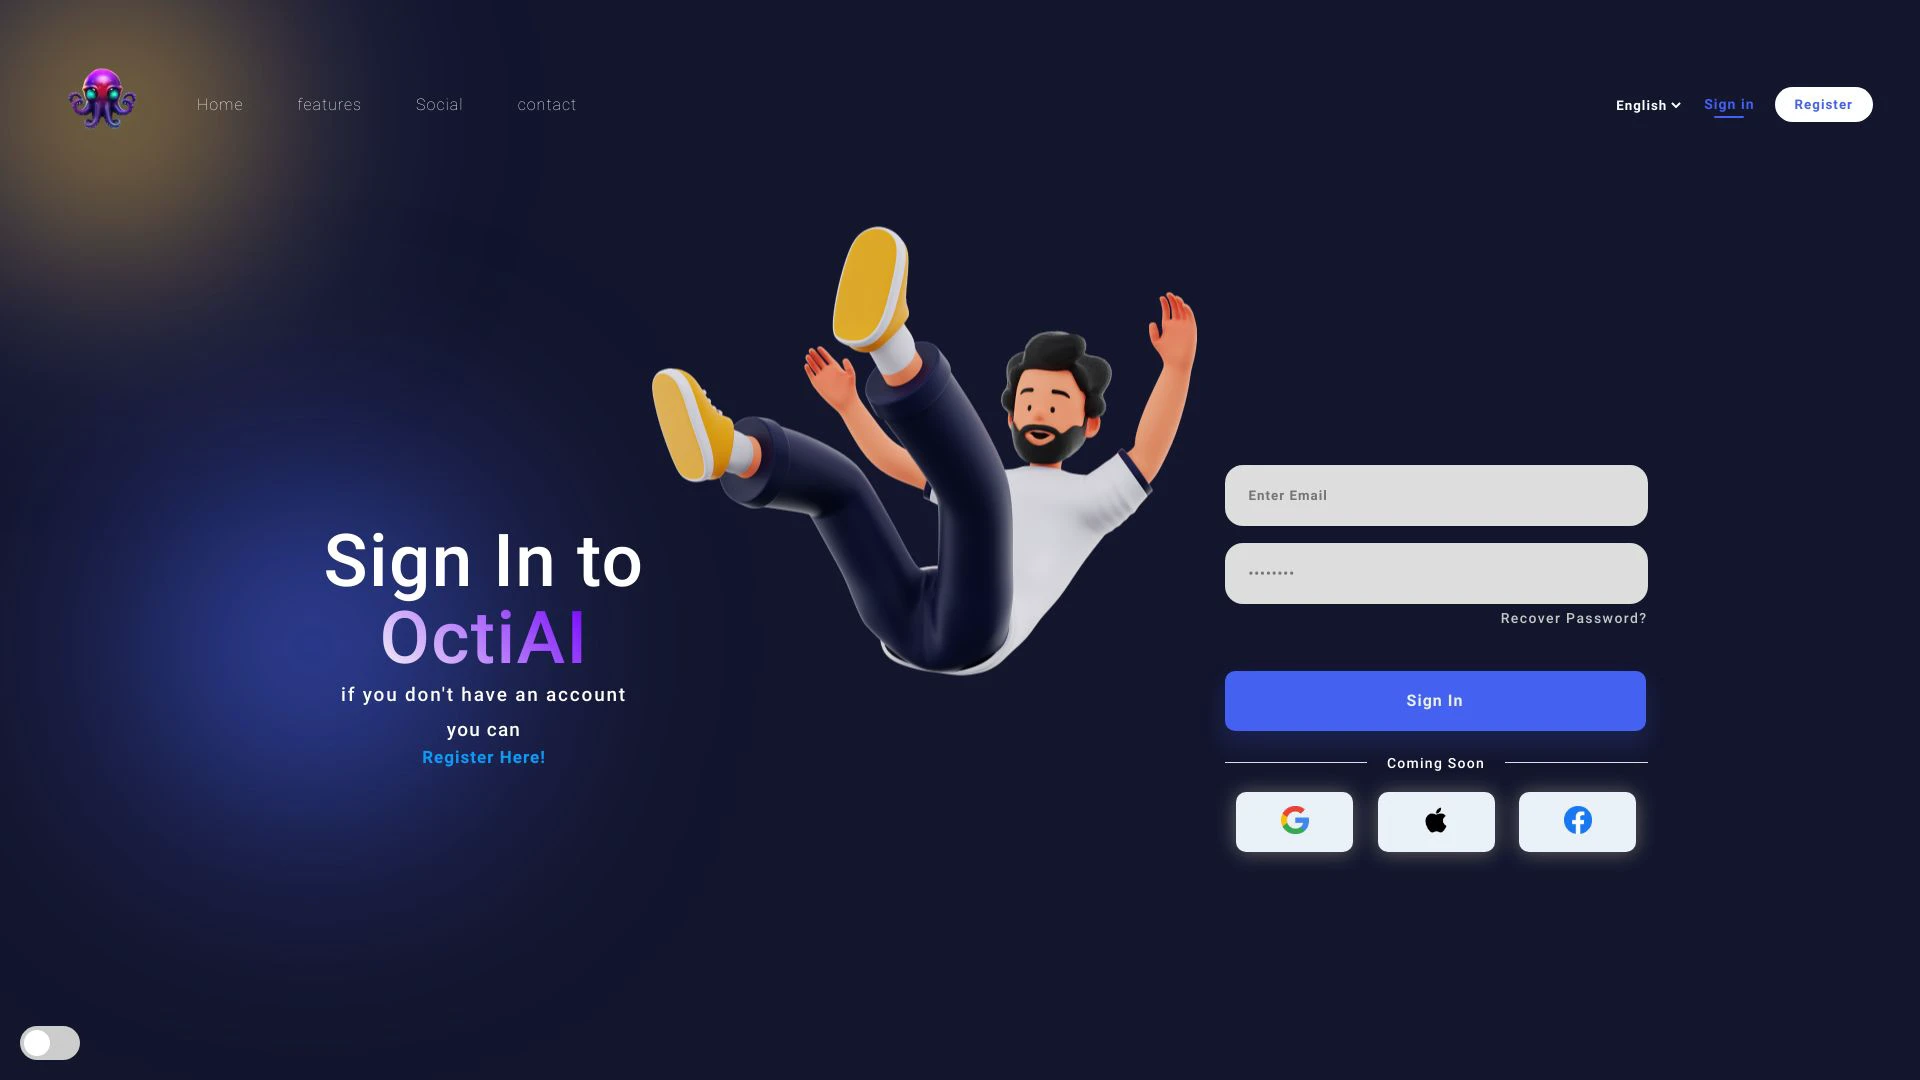 Home
features
Social
contact
English
Sign in
Register
Sign In to
OctiAI
if you don't have an account
you can
Register Here!
Enter Email
••••••••
Recover Password?
Sign In
Coming Soon